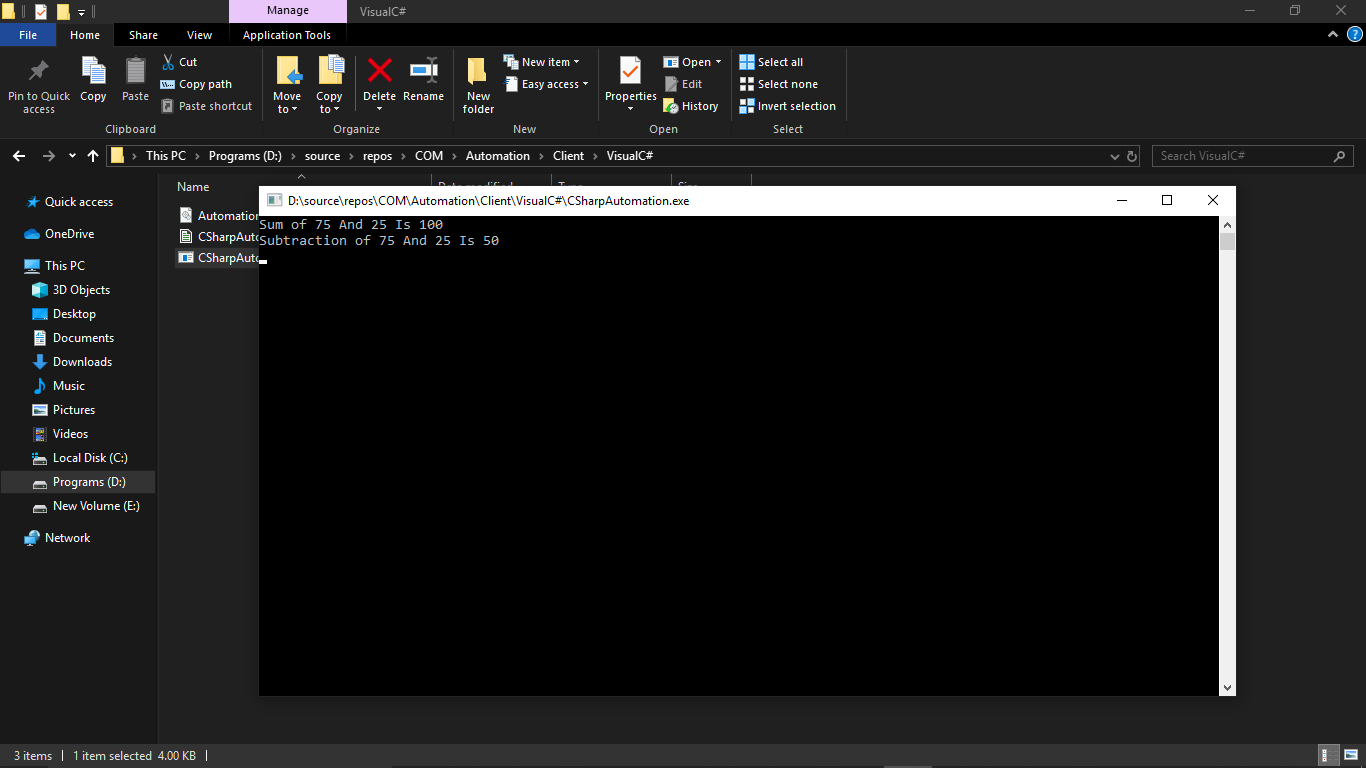 Manage
VisualC#
File
Home
Share
View
Application Tools
Pin to Quick access
Copy
Paste
Cut
Copy path
Paste shortcut
Clipboard
Move to
Copy to
Delete
Rename
Organize
New folder
New item
Easy access
New
Properties
Open
Edit
History
Open
Select all
Select none
Invert selection
Select
This PC > Programs (D:) > source > repos > COM > Automation > Client > VisualC#
Search VisualC#
Name
Date modified
Type
Size
Quick access
OneDrive
This PC
3D Objects
Desktop
Documents
Downloads
Music
Pictures
Videos
Local Disk (C:)
Programs (D:)
New Volume (E:)
Network
Automation
CSharpAuto
CSharpAuto
D:\source\repos\COM\Automation\Client\VisualC#\CSharpAutomation.exe
Sum of 75 And 25 Is 100
Subtraction of 75 And 25 Is 50
3 items
1 item selected 4.00 KB